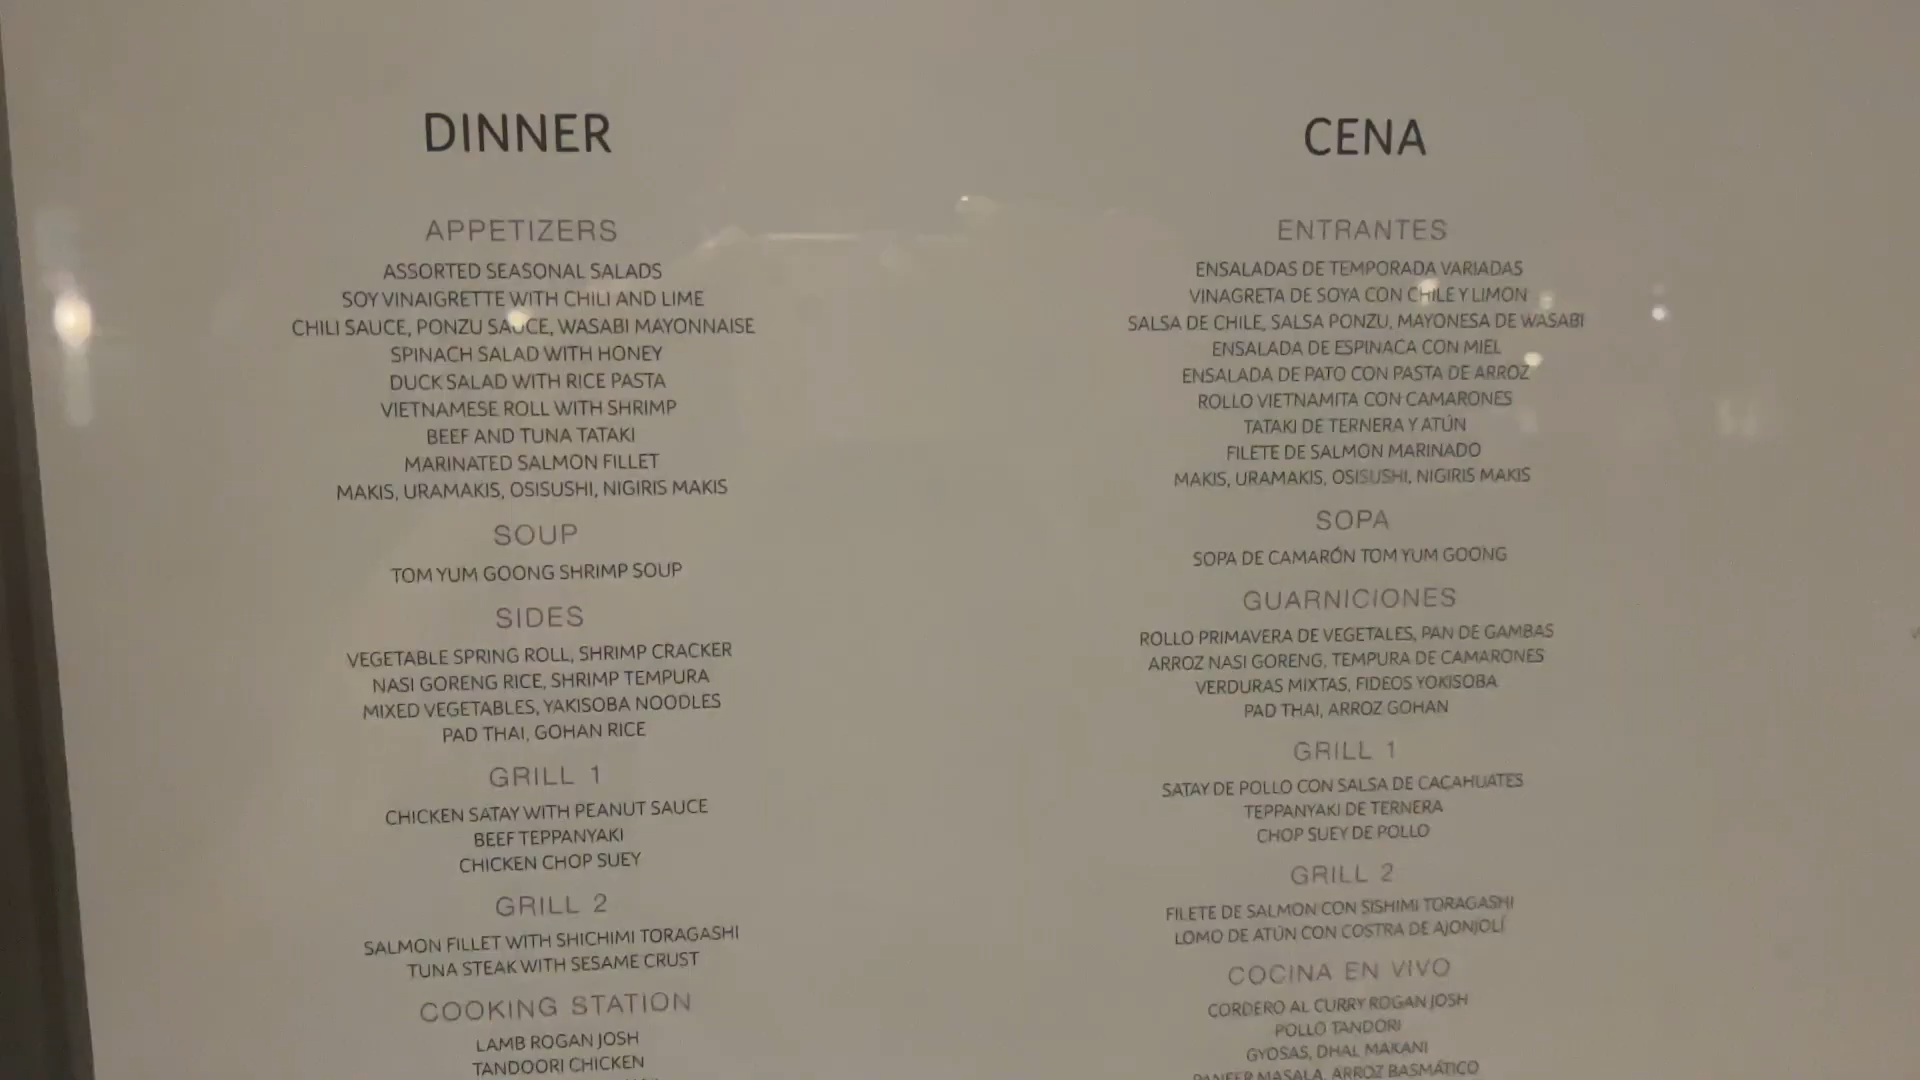 DINNER
APPETIZERS
ASSORTED SEASONAL SALADS
SOY VINAIGRETTE WITH CHILI AND LIME
CHILI SAUCE, PONZU SAUCE, WASABI MAYONNAISE
SPINACH SALAD WITH HONEY
DUCK SALAD WITH RICE PASTA
VIETNAMESE ROLL WITH SHRIMP
BEEF AND TUNA TATAKI
MARINATED SALMON FILLET
MAKIS, URAMAKIS, OSISUSHI, NIGIRIS MAKIS
SOUP
TOM YUM GOONG SHRIMP SOUP
SIDES
VEGETABLE SPRING ROLL, SHRIMP CRACKER
NASI GORENG RICE, SHRIMP TEMPURA
MIXED VEGETABLES, YAKISOBA NOODLES
PAD THAI, GOHAN RICE
GRILL 1
CHICKEN SATAY WITH PEANUT SAUCE
BEEF TEPPANYAKI
CHICKEN CHOP SUEY
GRILL 2
SALMON FILLET WITH SHICHIMI TORAGASHI
TUNA STEAK WITH SESAME CRUST
COOKING STATION
LAMB ROGAN JOSH
TANDOORI CHICKEN
CENA
ENTRANTES
ENSALADAS DE TEMPORADA VARIADAS
VINAGRETA DE SOYA CON CHILE Y LIMON
SALSA DE CHILE, SALSA PONZU, MAYONESA DE WASABI
ENSALADA DE ESPINACA CON MIEL
ENSALADA DE PATO CON PASTA DE ARROZ
ROLLO VIETNAMITA CON CAMARONES
TATAKI DE TERNERA Y ATÚN
FILETE DE SALMON MARINADO
MAKIS, URAMAKIS, OSISUSHI, NIGIRIS MAKIS
SOPA
SOPA DE CAMARÓN TOM YUM GOONG
GUARNICIONES
ROLLO PRIMAVERA DE VEGETALES, PAN DE GAMBAS
ARROZ NASI GORENG, TEMPURA DE CAMARONES
VERDURAS MIXTAS, FIDEOS YOKISOBA
PAD THAI, ARROZ GOHAN
GRILL 1
SATAY DE POLLO CON SALSA DE CACAHUATES
TEPPANYAKI DE TERNERA
CHOP SUEY DE POLLO
GRILL 2
FILETE DE SALMON CON SISHIMI TORAGASHI
LOMO DE ATÚN CON COSTRA DE AJONJOLÍ
COCINA EN VIVO
CORDERO AL CURRY ROGAN JOSH
POLLO TANDORI
GYOSAS, DHAL MAKANI
PANEER MASALA, ARROZ BASMÁTICO